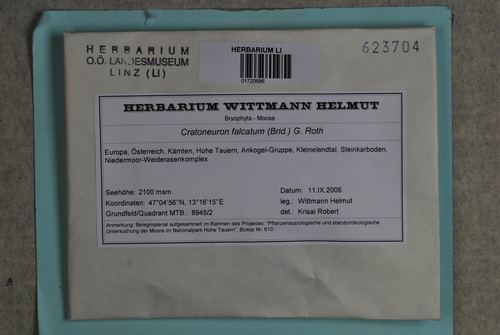 HERBARIUM
O.Ö. LANDESMUSEUM
LINZ (LI)
HERBARIUM LI
01720686
623704
HERBARIUM WITTMANN HELMUT
Bryophyta - Moose
Cratoneuron falcatum (Brid.) G. Roth
Europa, Österreich, Kärnten, Hohe Tauern, Ankogel-Gruppe, Kleinelendtal, Steinkarboden,
Niedermoor-Weiderasenkomplex
Seehöhe: 2100 msm
Datum: 11.IX.2006
Koordinaten: 47°04'56"N, 13°16'15"E
leg.: Wittmann Helmut
Grundfeld/Quadrant MTB.: 8945/2
det.: Krisai Robert
Anmerkung: Belegmaterial aufgesammelt im Rahmen des Projektes: "Pflanzensoziologische und standortökologische
Untersuchung der Moore im Nationalpark Hohe Tauern". Biotop Nr. 610